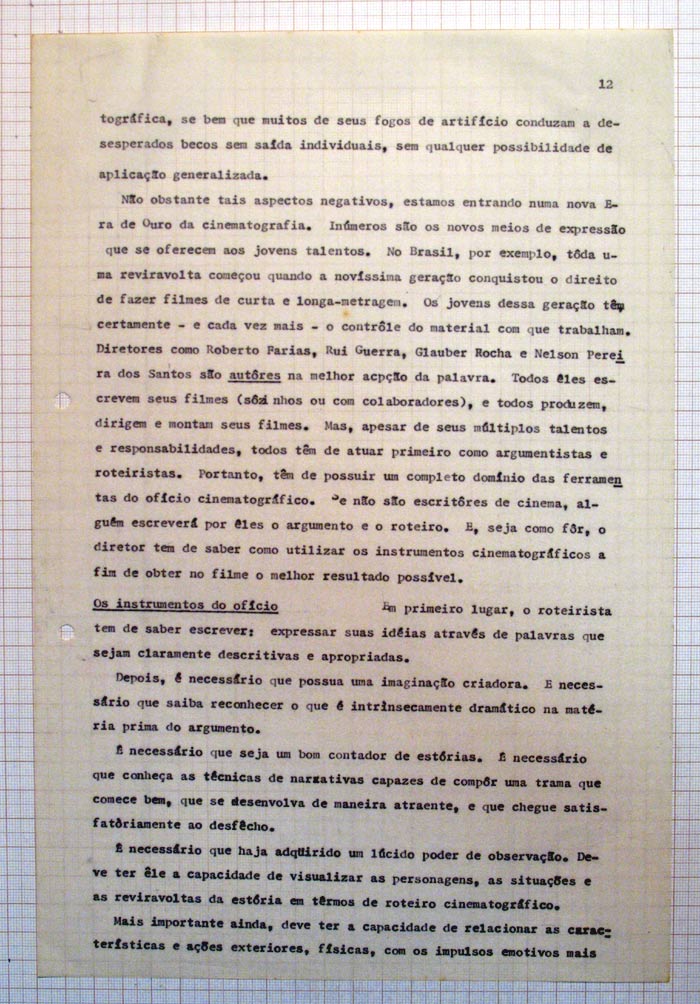 12
tográfica, se bem que muitos de seus fogos de artifício conduzam a de-
sesperados becos sem saída individuais, sem qualquer possibilidade de
aplicação generalizada.
Não obstante tais aspectos negativos, estamos entrando numa nova E-
ra de Ouro da cinematografia. Inúmeros são os novos meios de expressão
que se oferecem aos jovens talentos. No Brasil, por exemplo, tôda u-
ma reviravolta começou quando a novíssima geração conquistou o direito
de fazer filmes de curta e longa-metragem. Os jovens dessa geração têm
certamente - e cada vez mais - o contrôle do material com que trabalham.
Diretores como Roberto Farias, Rui Guerra, Glauber Rocha e Nelson Perei
ra dos Santos são autôres na melhor acpção da palavra. Todos êles es-
crevem seus filmes (sòzinhos ou com colaboradores), e todos produzem,
dirigem e montam seus filmes. Mas, apesar de seus múltiplos talentos
e responsabilidades, todos têm de atuar primeiro como argumentistas e
roteiristas. Portanto, têm de possuir um completo domínio das ferramen
tas do ofício cinematográfico. Se não são escritôres de cinema, al-
guém escreverá por êles o argumento e o roteiro. E, seja como fôr, o
diretor tem de saber como utilizar os instrumentos cinematográficos a
fim de obter no filme o melhor resultado possível.
Os instrumentos do ofício Em primeiro lugar, o roteirista
tem de saber escrever: expressar suas idéias através de palavras que
sejam claramente descritivas e apropriadas.
Depois, é necessário que possua uma imaginação criadora. E neces-
sário que saiba reconhecer o que é intrìnsecamente dramático na maté-
ria prima do argumento.
É necessário que seja um bom contador de estórias. É necessário
que conheça as técnicas de narrativas capazes de compôr uma trama que
comece bem, que se desenvolva de maneira atraente, e que chegue satis-
fatòriamente ao desfêcho.
É necessário que haja adqüirido um lúcido poder de observação. De-
ve ter êle a capacidade de visualizar as personagens, as situações e
as reviravoltas da estória em têrmos de roteiro cinematográfico.
Mais importante ainda, deve ter a capacidade de relacionar as carac-
terísticas e ações exteriores, físicas, com os impulsos emotivos mais